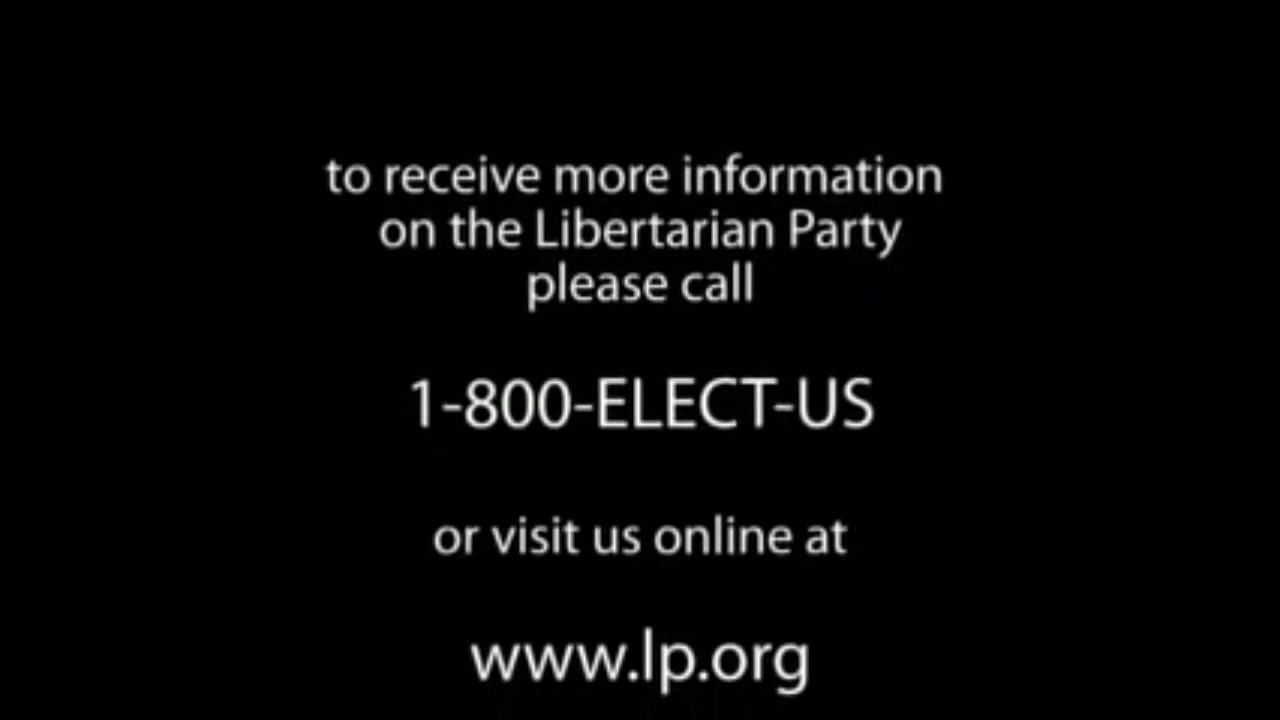 to receive more information
on the Libertarian Party
please call
1-800-ELECT-US
or visit us online at
www.lp.org